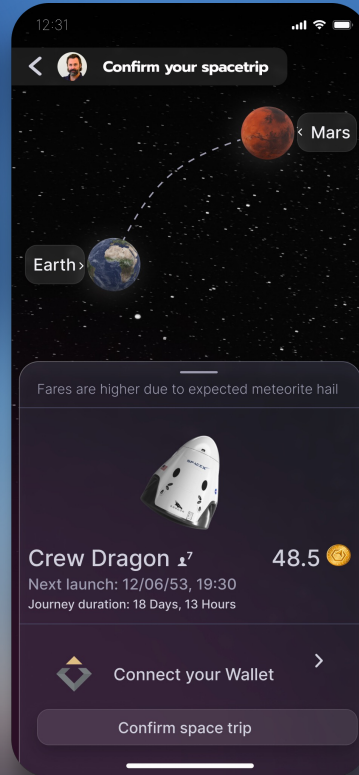 12:31
Confirm your spacetrip
Mars
Earth
Fares are higher due to expected meteorite hail
SPACEX
Crew Dragon 7
48.5
Next launch: 12/06/53, 19:30
Journey duration: 18 Days, 13 Hours
Connect your Wallet
Confirm space trip